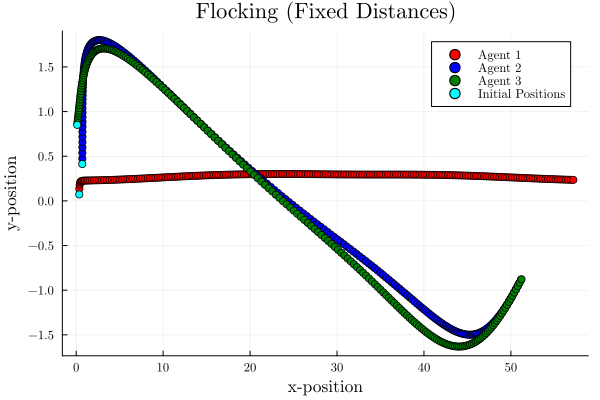 Flocking (Fixed Distances)
Agent 1
Agent 2
Agent 3
Initial Positions
1.5
1.0
0.5
0.0
−0.5
−1.0
−1.5
y-position
0 10 20 30 40 50
x-position